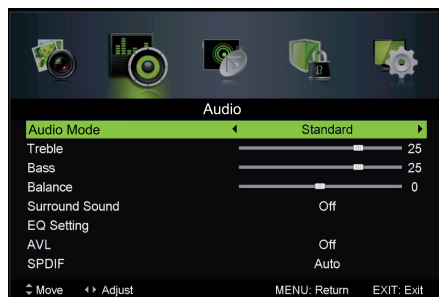 Audio
Audio Mode Standard
Treble 25
Bass 25
Balance 0
Surround Sound Off
EQ Setting
AVL Off
SPDIF Auto
Move Adjust MENU: Return EXIT: Exit